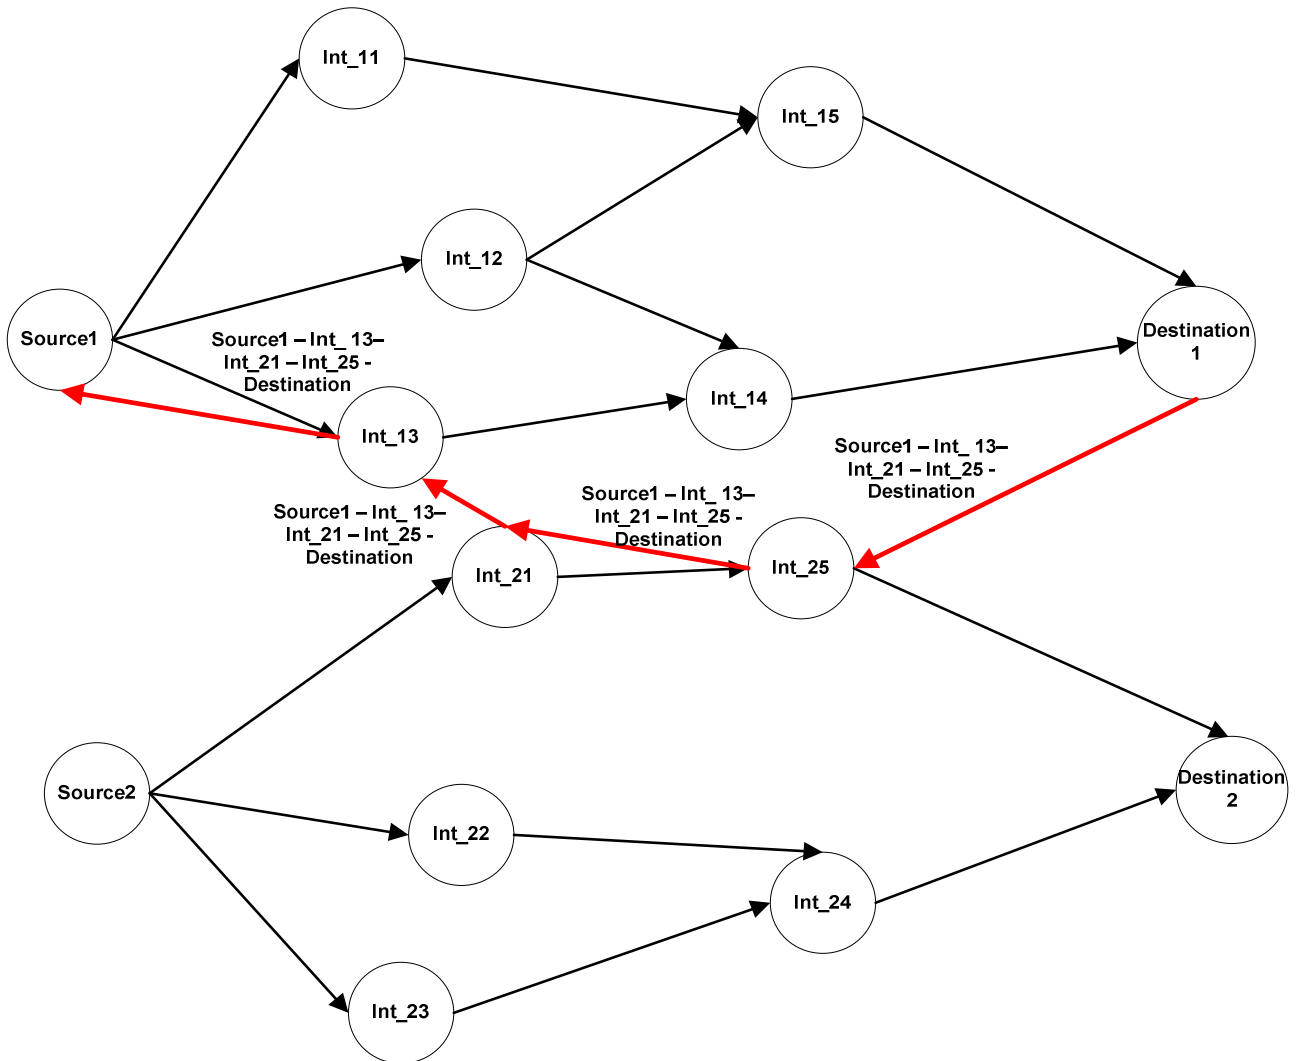 Int_11
Int_15
Int_12
Source1
Destination
1
Source1 – Int_ 13–
Int_21 – Int_25 -
Destination
Int_14
Int_13
Source1 – Int_ 13–
Int_21 – Int_25 -
Destination
Source1 – Int_ 13–
Int_21 – Int_25 -
Destination
Source1 – Int_ 13–
Int_21 – Int_25 -
Destination
Int_21
Int_25
Source2
Destination
2
Int_22
Int_24
Int_23